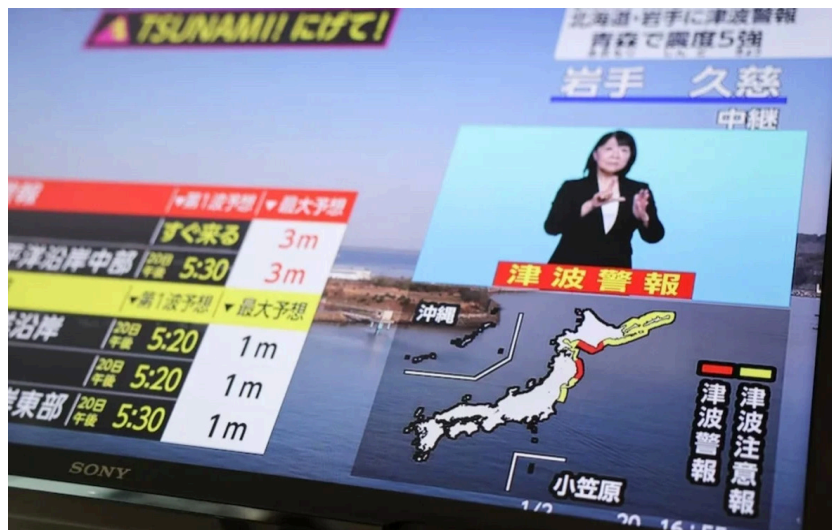 TSUNAMI! にげて!
北海道・岩手に津波警報
青森で震度5強
岩手 久慈
中継
▼第1波予想 ▼最大予想
すぐ来る 3m
平洋沿岸中部 20日午後 5:30 3m
▼第1波予想 ▼最大予想
沿岸 20日午後 5:20 1m
20日午後 5:20 1m
岸東部 20日午後 5:30 1m
津波警報
沖縄
小笠原
津波警報
津波注意報
1/2
SONY